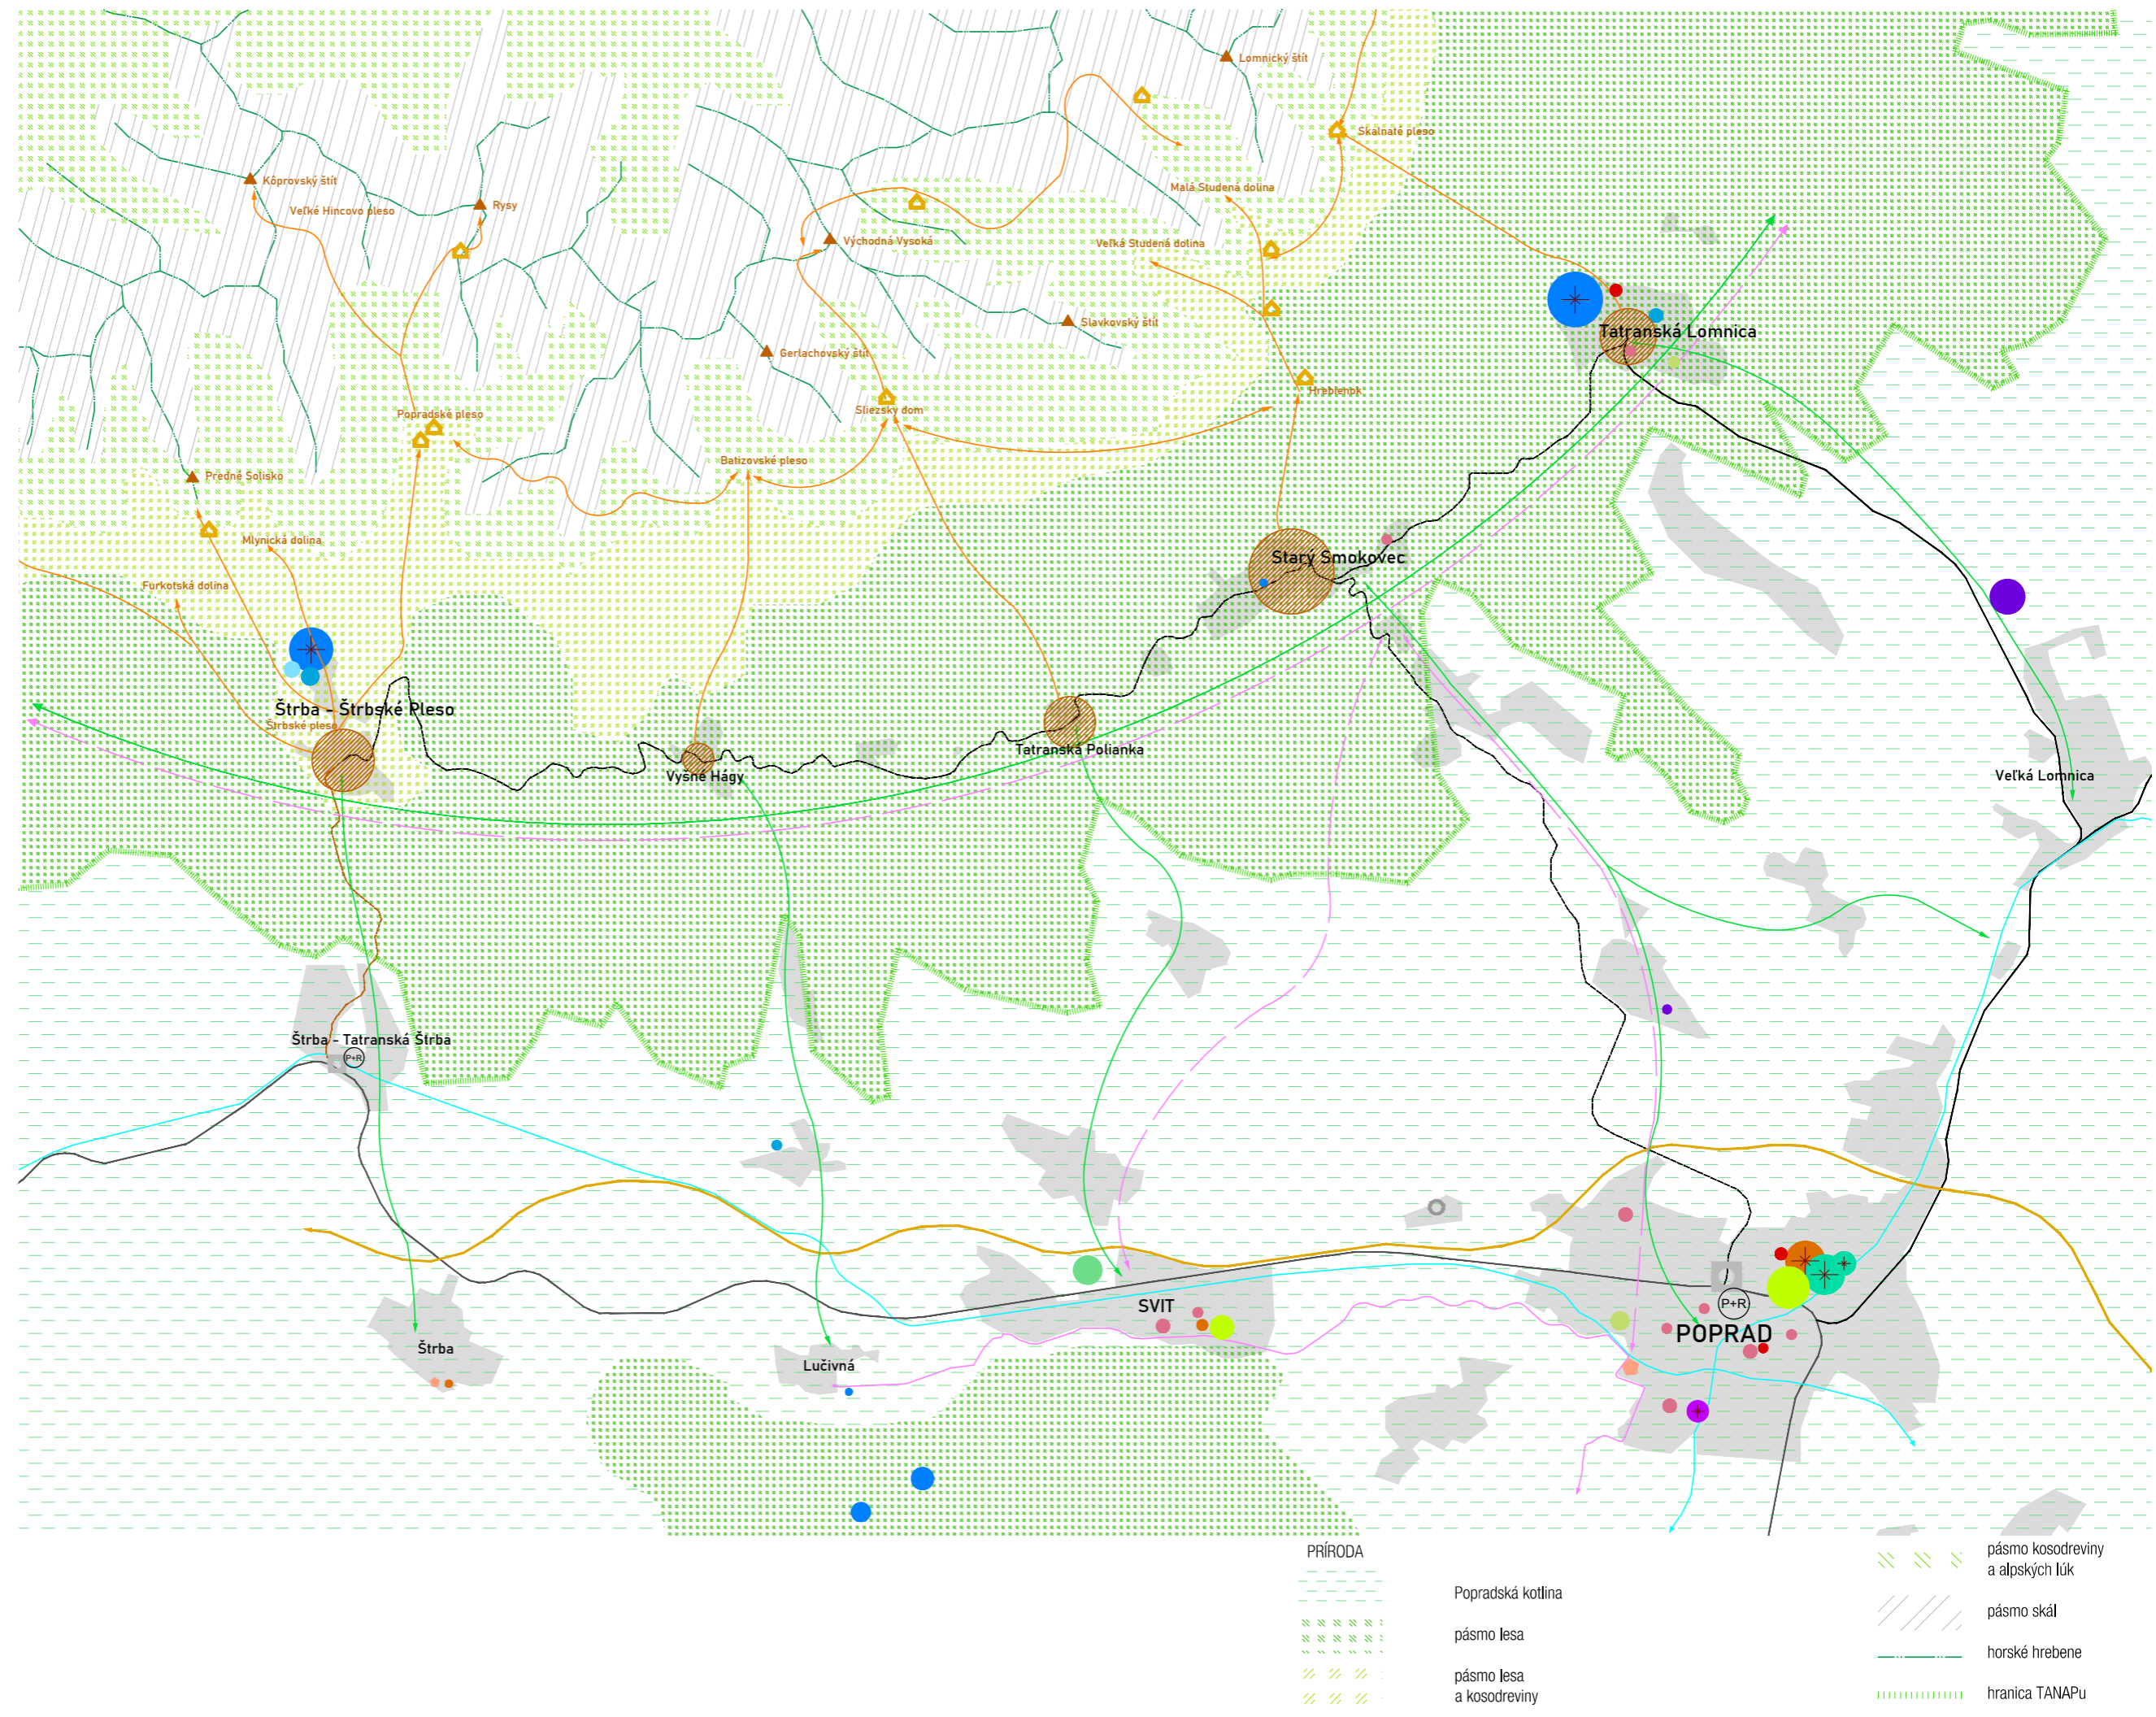 Lomnický štít
Skalnaté pleso
Kôprovský štít
Malá Studená dolina
Rysy
Veľké Hincovo pleso
Východná Vysoká
Veľká Studená dolina
Slavkovský štít
Tatranská Lomnica
Gerlachovský štít
Hrebienok
Sliezsky dom
Popradské pleso
Batizovské pleso
Predné Solisko
Mlynická dolina
Starý Smokovec
Furkotská dolina
Štrba - Štrbské Pleso
Štrbské pleso
Tatranská Polianka
Vyšné Hágy
Veľká Lomnica
Štrba - Tatranská Štrba
P+R
P+R
SVIT
POPRAD
Štrba
Lučivná
PRÍRODA
Popradská kotlina
pásmo lesa
pásmo lesa
a kosodreviny
pásmo kosodreviny
a alpských lúk
pásmo skál
horské hrebene
hranica TANAPu